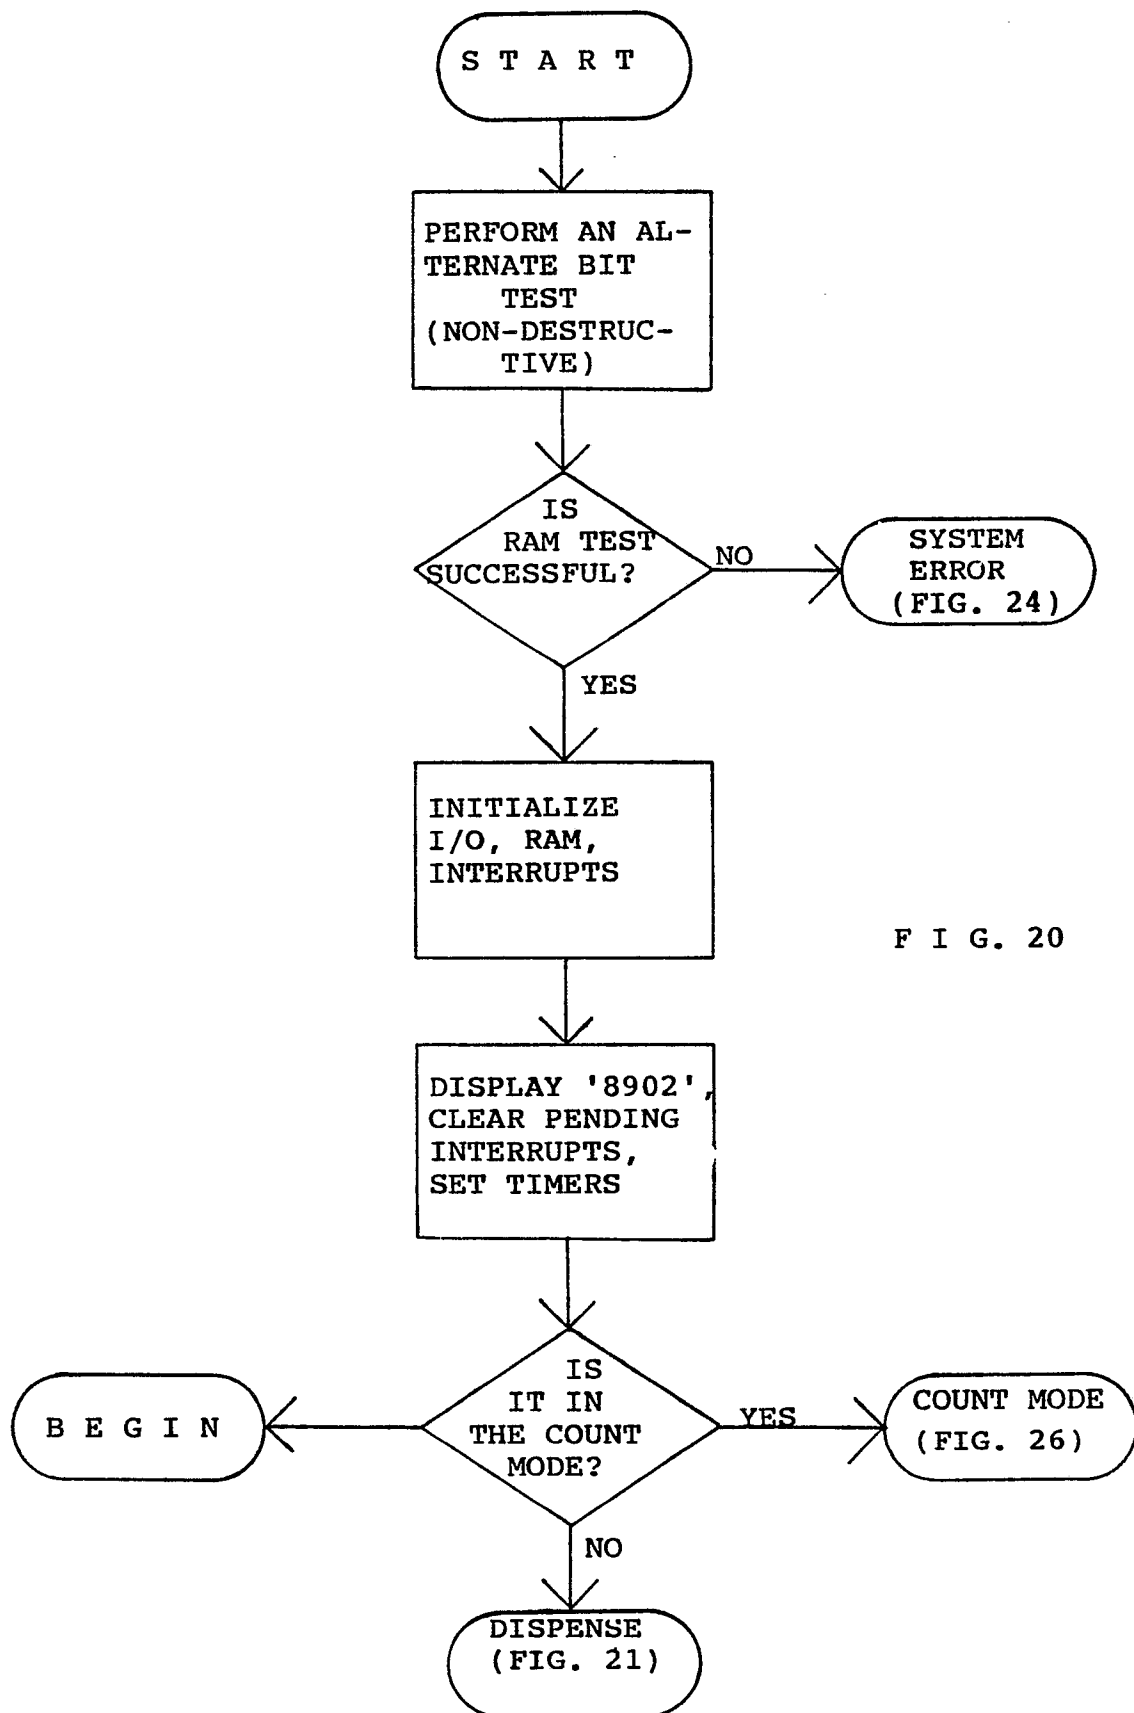 S T A R T
PERFORM AN AL-
TERNATE BIT
TEST
(NON-DESTRUC-
TIVE)
IS
RAM TEST
SUCCESSFUL?
NO
SYSTEM
ERROR
(FIG. 24)
YES
INITIALIZE
I/O, RAM,
INTERRUPTS
F I G. 20
DISPLAY '8902',
CLEAR PENDING
INTERRUPTS,
SET TIMERS
B E G I N
IS
IT IN
THE COUNT
MODE?
YES
COUNT MODE
(FIG. 26)
NO
DISPENSE
(FIG. 21)